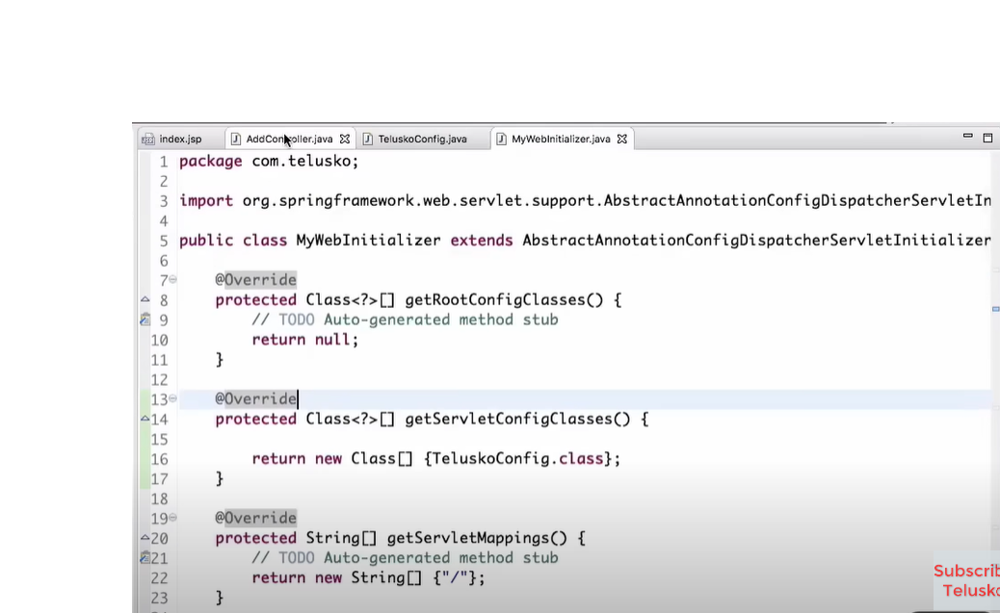 index.jsp AddController.java TeluskoConfig.java MyWebInitializer.java
1 package com.telusko;
2
3 import org.springframework.web.servlet.support.AbstractAnnotationConfigDispatcherServletIn
4
5 public class MyWebInitializer extends AbstractAnnotationConfigDispatcherServletInitializer
6
7 @Override
8 protected Class<?>[] getRootConfigClasses() {
9 // TODO Auto-generated method stub
10 return null;
11 }
12
13 @Override
14 protected Class<?>[] getServletConfigClasses() {
15
16 return new Class[] {TeluskoConfig.class};
17 }
18
19 @Override
20 protected String[] getServletMappings() {
21 // TODO Auto-generated method stub
22 return new String[] {"/"};
23 }
Subscrib
Telusko